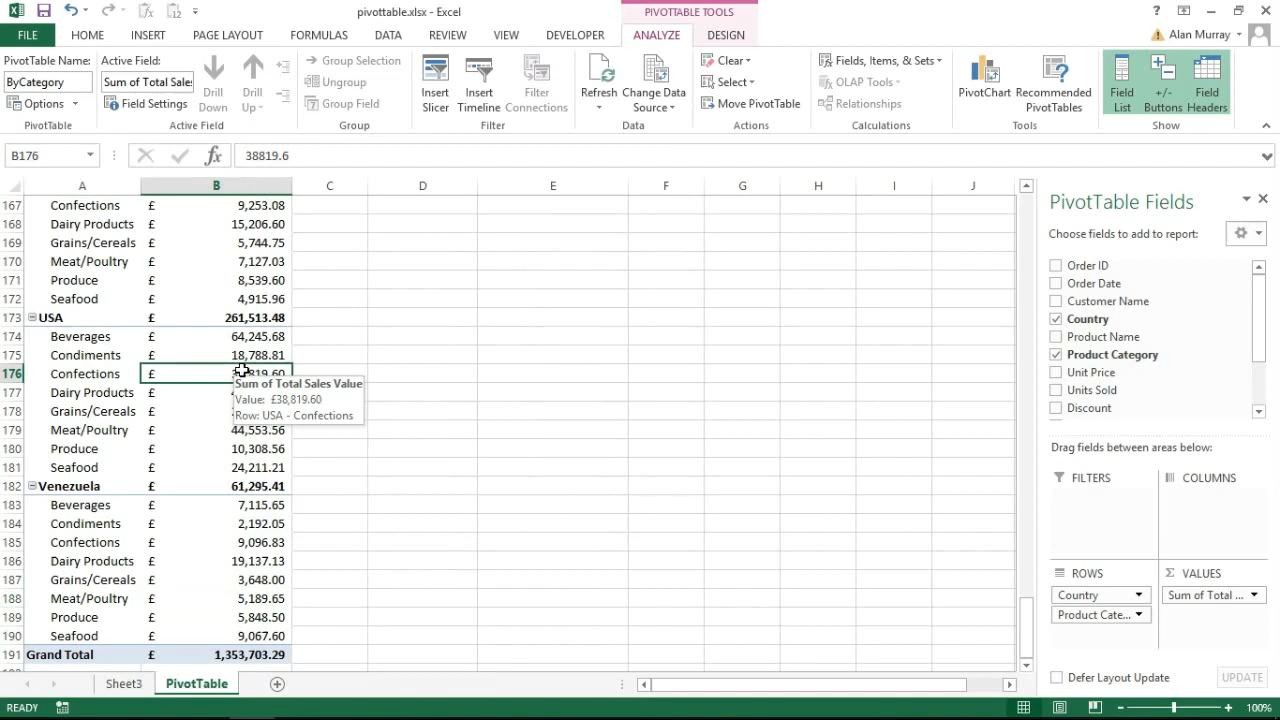 pivottable.xlsx - Excel
PIVOTTABLE TOOLS
?
FILE HOME INSERT PAGE LAYOUT FORMULAS DATA REVIEW VIEW DEVELOPER ANALYZE DESIGN Alan Murray
PivotTable Name: Active Field:
ByCategory Sum of Total Sales
Options Field Settings
Drill Down
Drill Up
Group Selection
Ungroup
Group Field
Insert Slicer
Insert Timeline
Filter Connections
Refresh
Change Data Source
Clear
Select
Move PivotTable
Fields, Items, & Sets
OLAP Tools
Relationships
PivotChart
Recommended PivotTables
Field List
+/- Buttons
Field Headers
PivotTable Active Field Group Filter Data Actions Calculations Tools Show
B176 fx 38819.6
A B C D E F G H I J
167 Confections £ 9,253.08
168 Dairy Products £ 15,206.60
169 Grains/Cereals £ 5,744.75
170 Meat/Poultry £ 7,127.03
171 Produce £ 8,539.60
172 Seafood £ 4,915.96
173 USA £ 261,513.48
174 Beverages £ 64,245.68
175 Condiments £ 18,788.81
176 Confections £ 819.60
177 Dairy Products £
178 Grains/Cereals £
179 Meat/Poultry £ 44,553.56
180 Produce £ 10,308.56
181 Seafood £ 24,211.21
182 Venezuela £ 61,295.41
183 Beverages £ 7,115.65
184 Condiments £ 2,192.05
185 Confections £ 9,096.83
186 Dairy Products £ 19,137.13
187 Grains/Cereals £ 3,648.00
188 Meat/Poultry £ 5,189.65
189 Produce £ 5,848.50
190 Seafood £ 9,067.60
191 Grand Total £ 1,353,703.29
Sum of Total Sales Value
Value: £38,819.60
Row: USA - Confections
PivotTable Fields
Choose fields to add to report:
Order ID
Order Date
Customer Name
Country
Product Name
Product Category
Unit Price
Units Sold
Discount
Drag fields between areas below:
FILTERS COLUMNS
ROWS VALUES
Country Sum of Total ...
Product Cate...
Defer Layout Update UPDATE
Sheet3 PivotTable
READY 100%